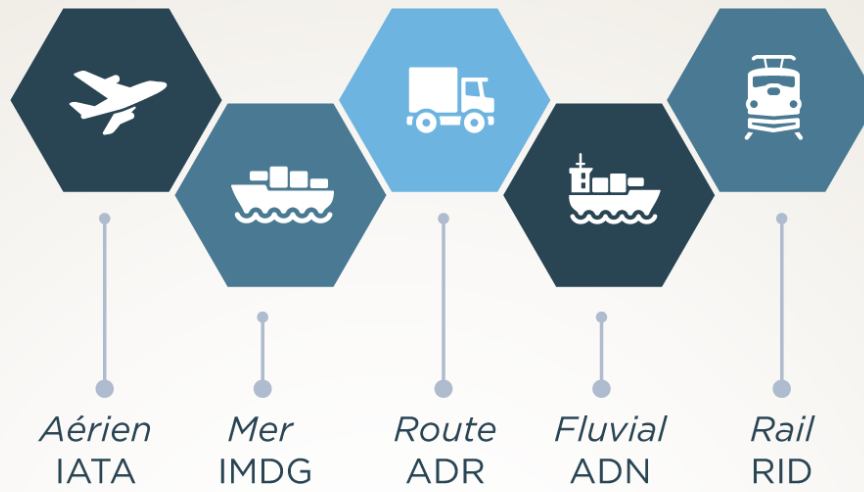 Aérien
IATA
Mer
IMDG
Route
ADR
Fluvial
ADN
Rail
RID